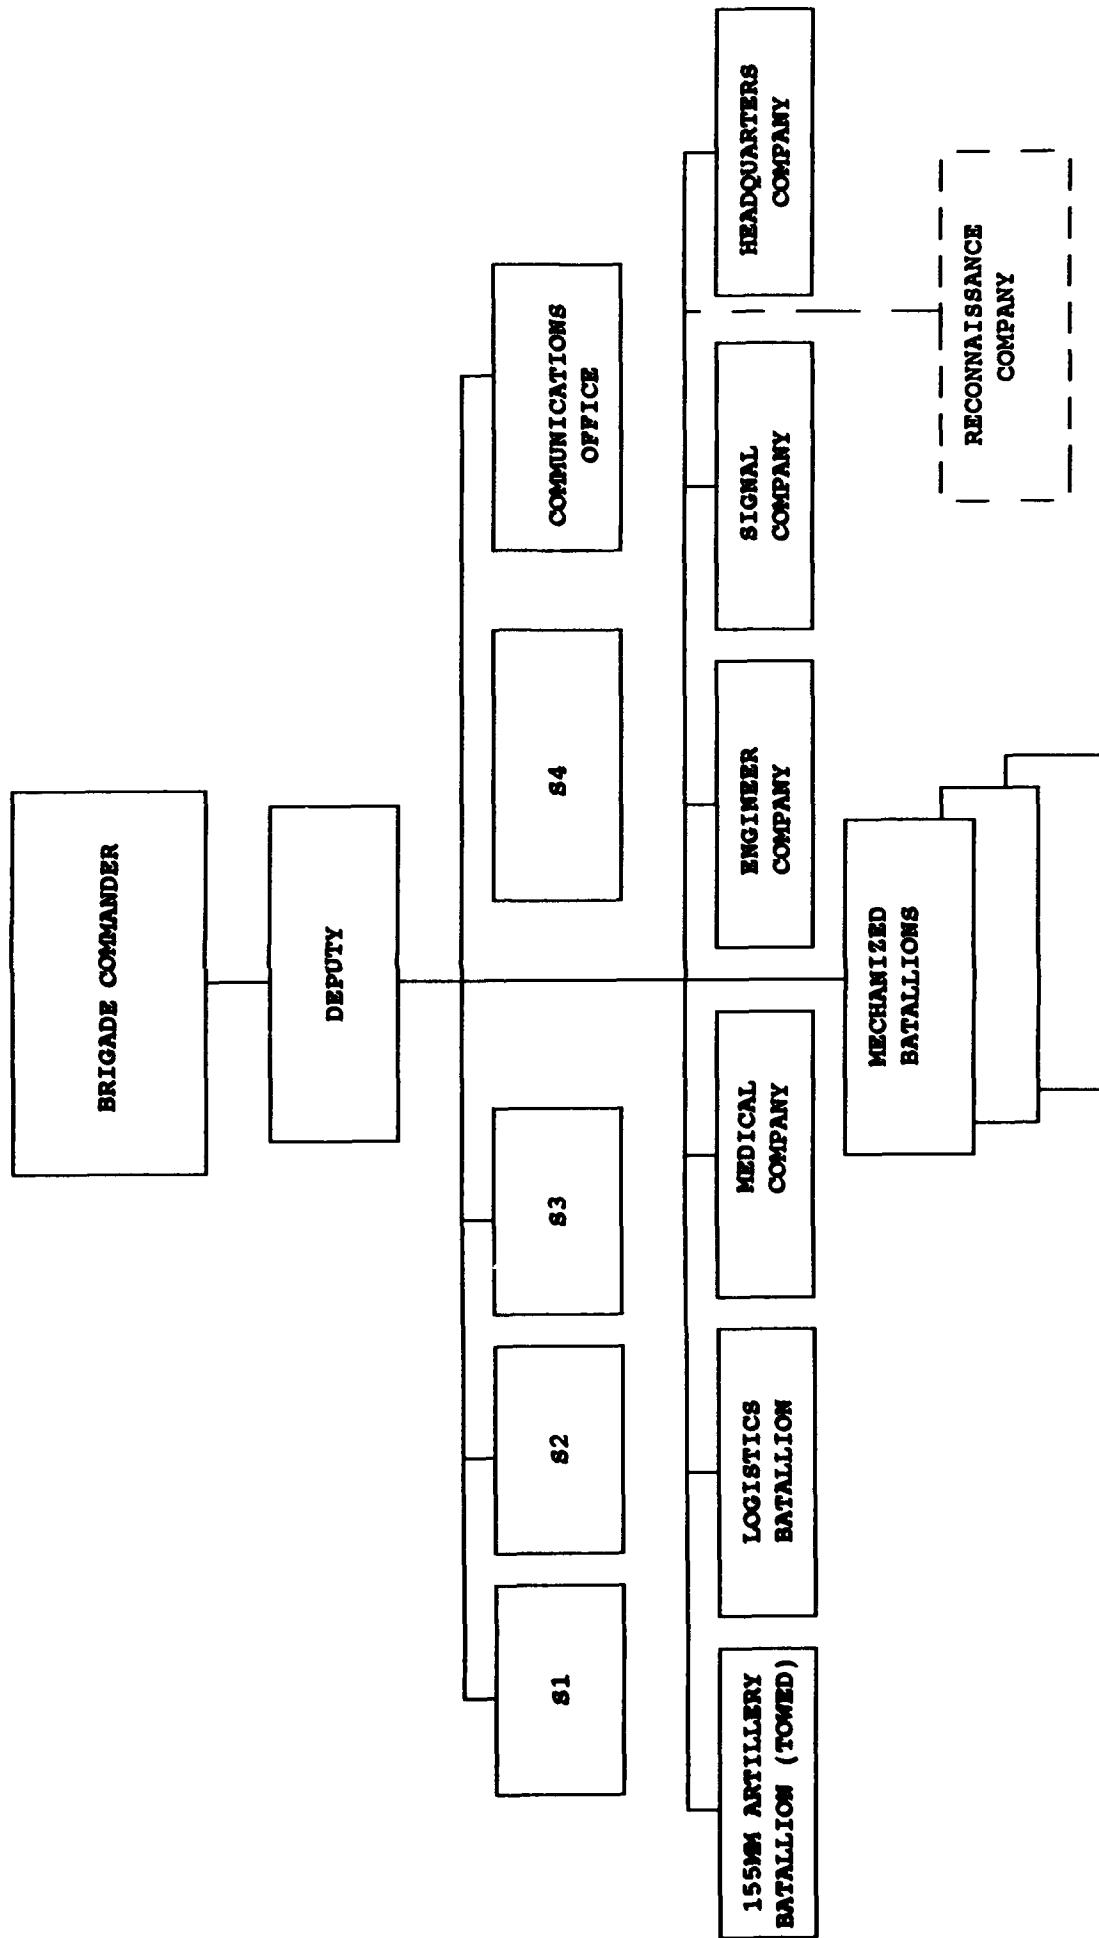 BRIGADE COMMANDER
DEPUTY
S1
S2
S3
S4
COMMUNICATIONS
OFFICE
155MM ARTILLERY
BATALLION (TOWED)
LOGISTICS
BATALLION
MEDICAL
COMPANY
ENGINEER
COMPANY
SIGNAL
COMPANY
HEADQUARTERS
COMPANY
MECHANIZED
BATALLIONS
RECONNAISSANCE
COMPANY